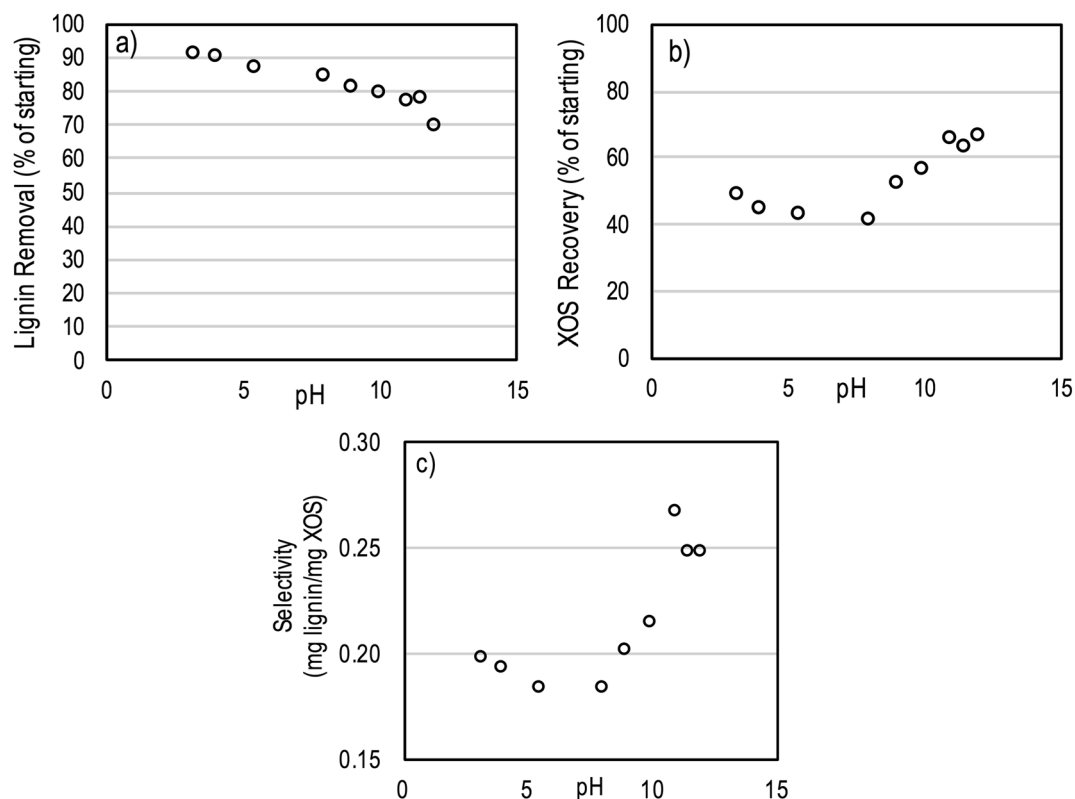 a)
Lignin Removal (% of starting)
100
90
80
70
60
50
40
30
20
10
0
0 5 10 15
pH
b)
XOS Recovery (% of starting)
100
80
60
40
20
0
0 5 10 15
pH
c)
Selectivity
(mg lignin/mg XOS)
0.30
0.25
0.20
0.15
0 5 10 15
pH